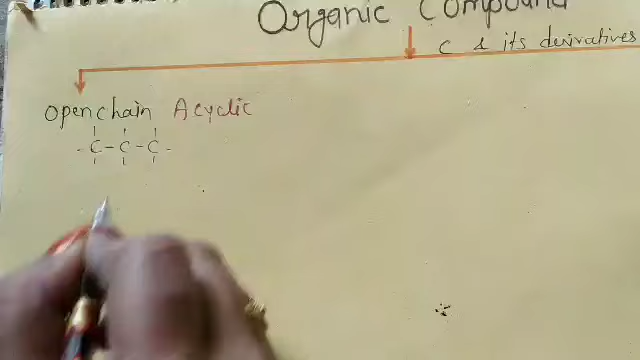 Organic Compound
C & its derivatives
Openchain Acyclic
- C - C - C -